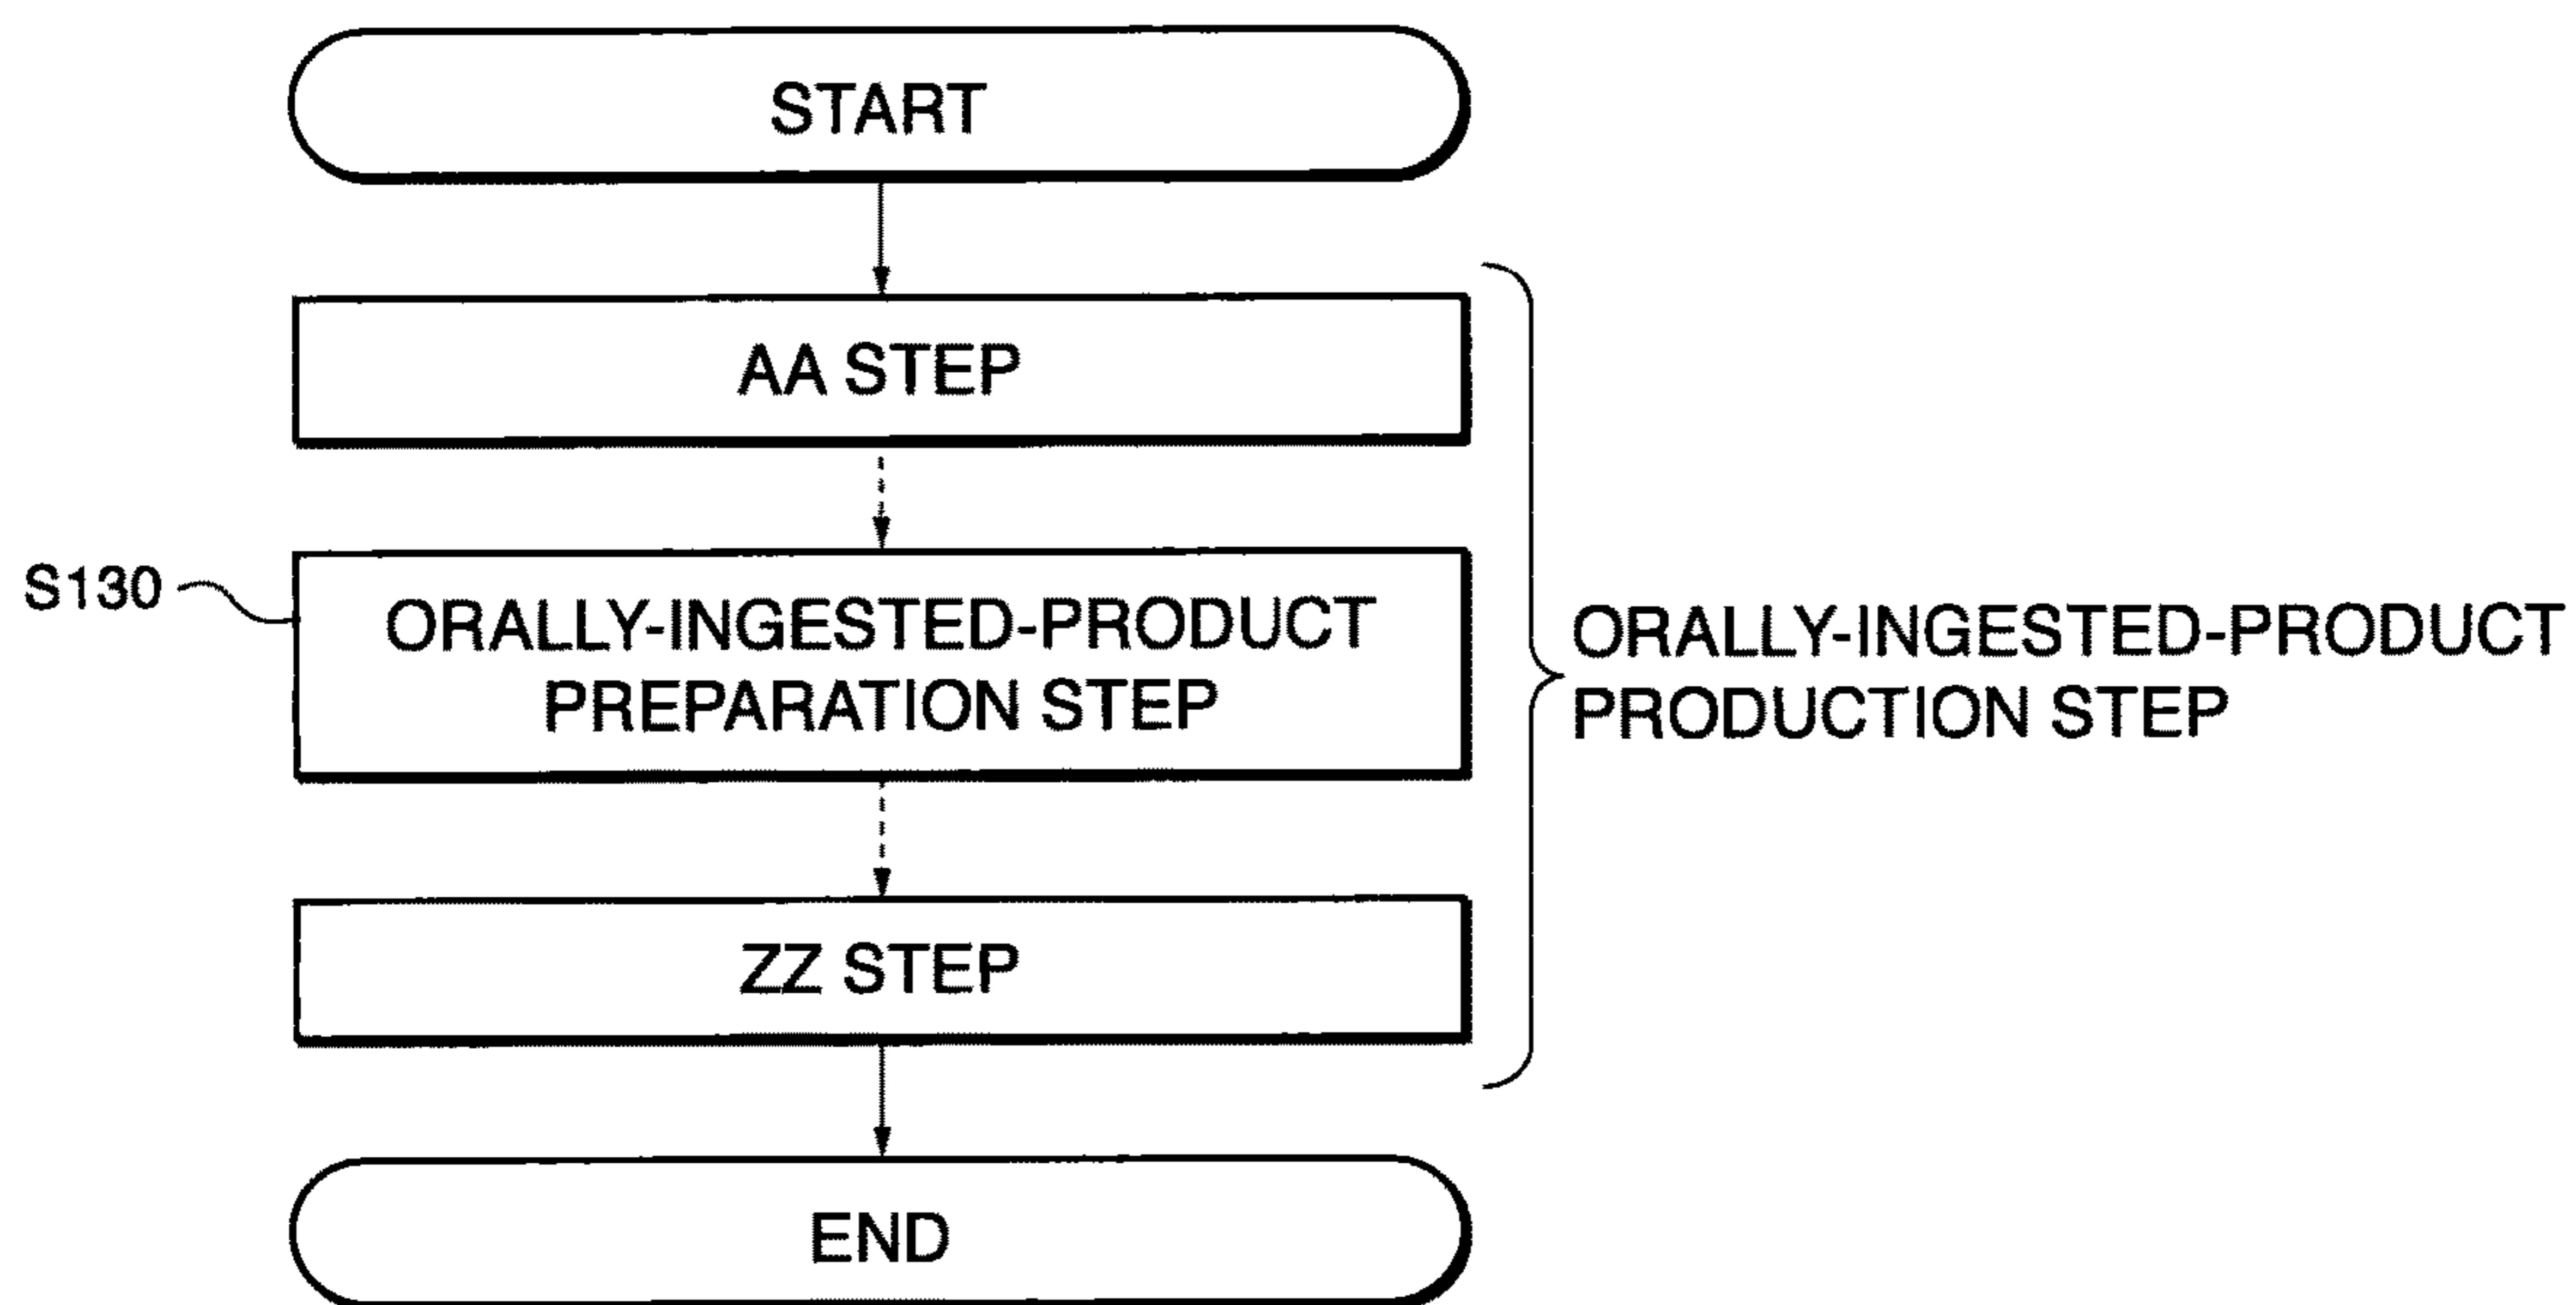 START
AA STEP
S130
ORALLY-INGESTED-PRODUCT
PREPARATION STEP
ORALLY-INGESTED-PRODUCT
PRODUCTION STEP
ZZ STEP
END